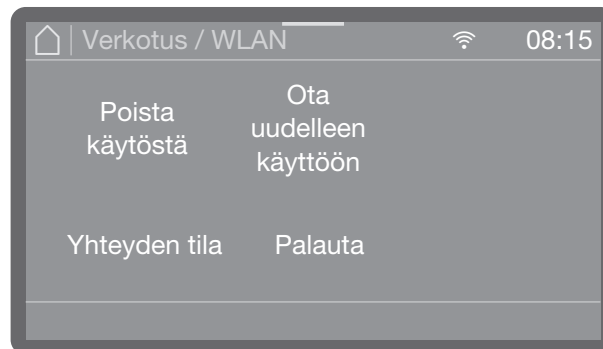 Verkotus / WLAN 08:15
Poista
käytöstä
Ota
uudelleen
käyttöön
Yhteyden tila
Palauta